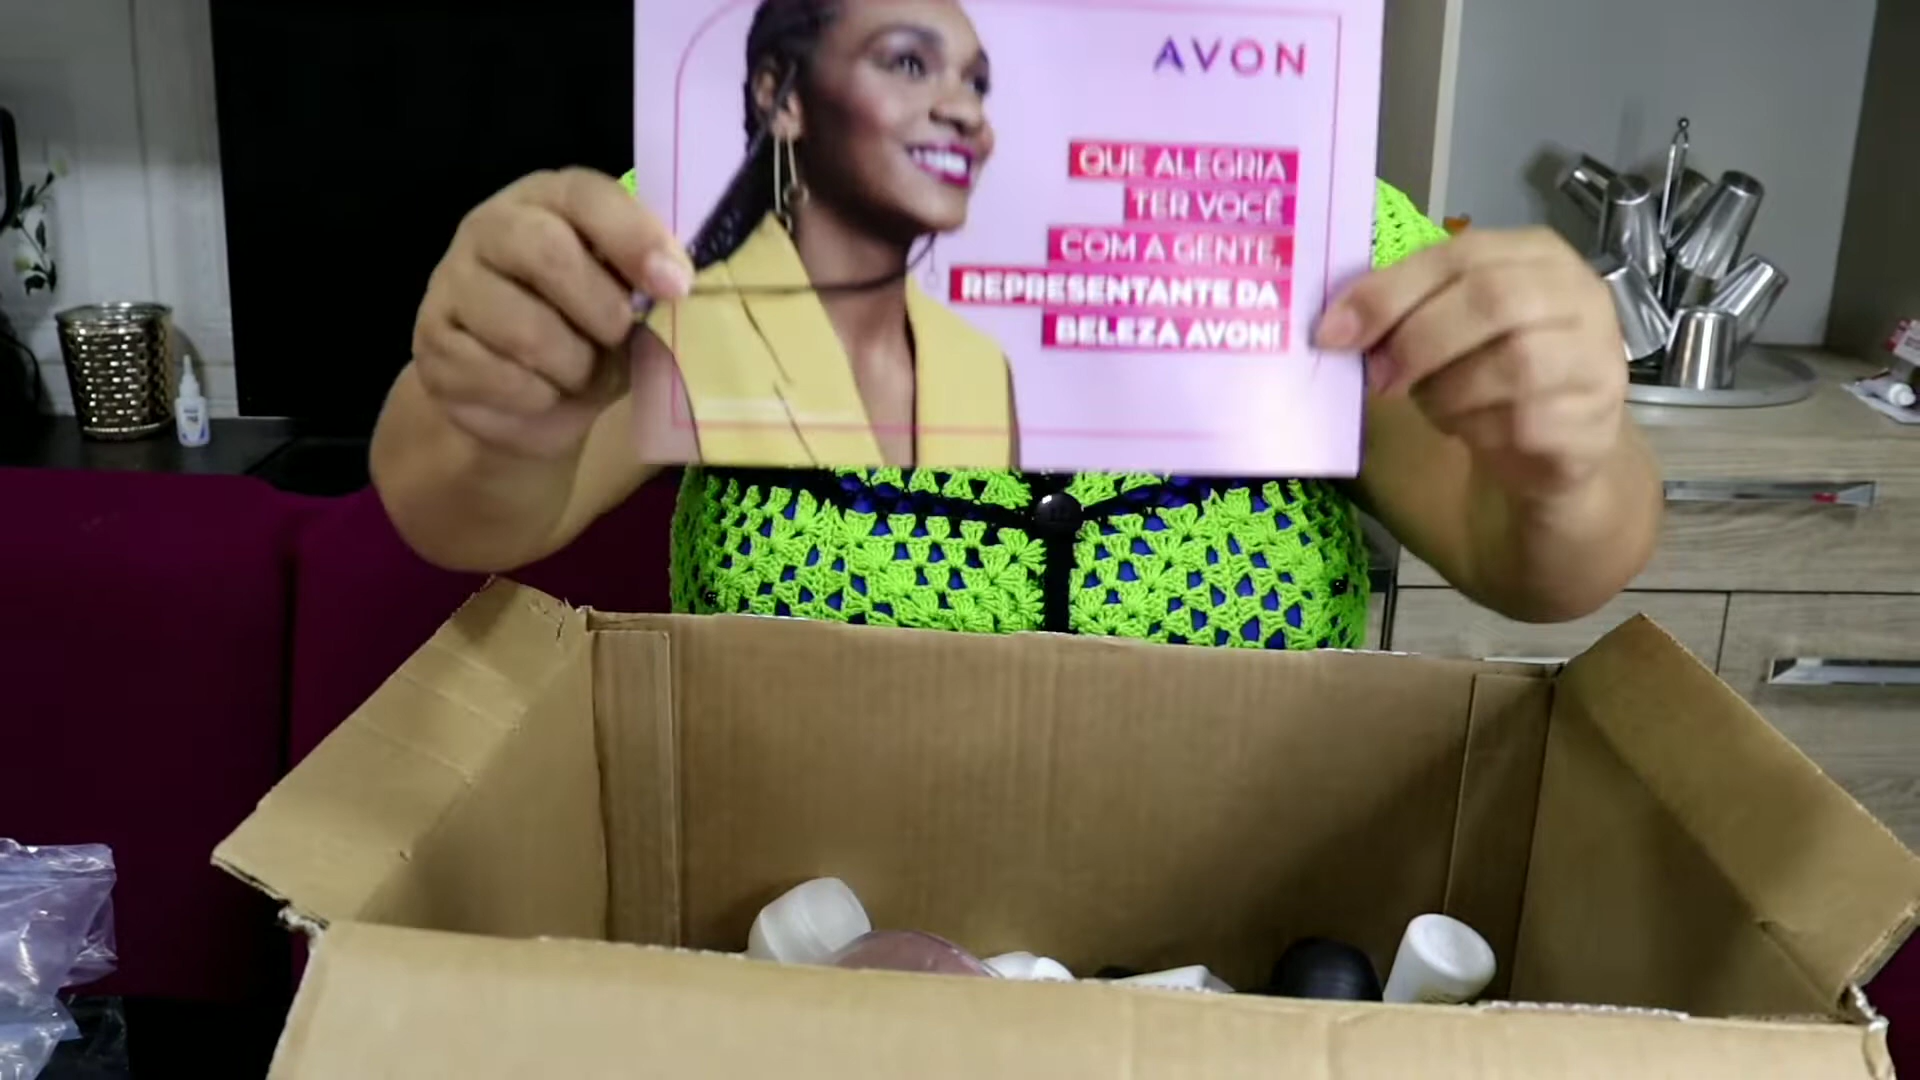 AVON
QUE ALEGRIA
TER VOCÊ
COM A GENTE,
REPRESENTANTE DA
BELEZA AVON!